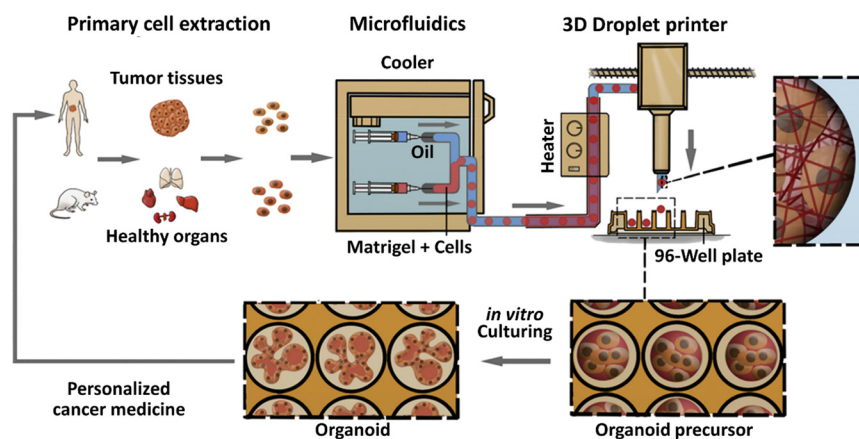 Primary cell extraction
Microfluidics
3D Droplet printer
Tumor tissues
Cooler
Oil
Heater
Healthy organs
Matrigel + Cells
96-Well plate
in vitro
Culturing
Personalized
cancer medicine
Organoid
Organoid precursor